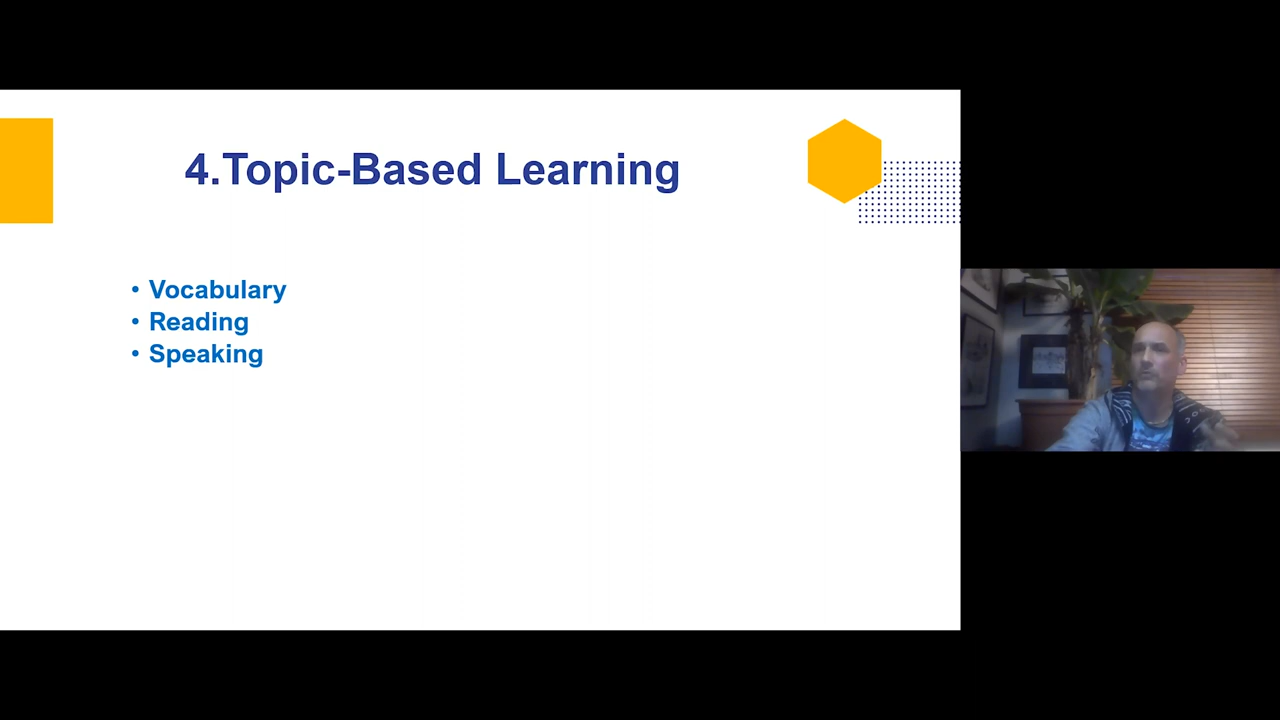 4.Topic-Based Learning
• Vocabulary
• Reading
• Speaking